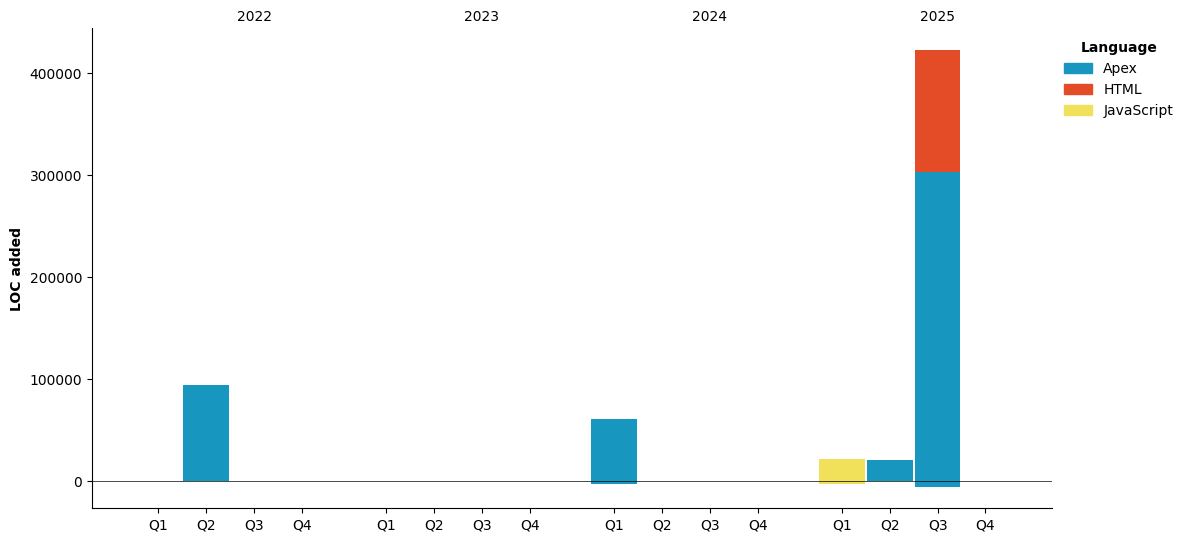 2022 2023 2024 2025
Language
Apex
HTML
JavaScript
400000
300000
200000
100000
0
LOC added
Q1 Q2 Q3 Q4 Q1 Q2 Q3 Q4 Q1 Q2 Q3 Q4 Q1 Q2 Q3 Q4